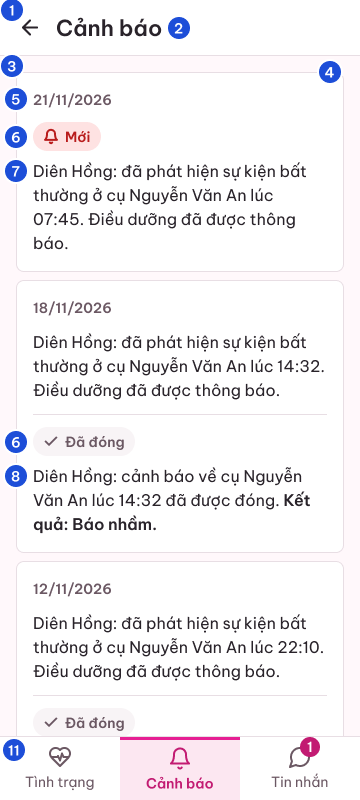 1
Cảnh báo 2
3
4
5 21/11/2026
6 Mới
7 Diên Hồng: đã phát hiện sự kiện bất
thường ở cụ Nguyễn Văn An lúc
07:45. Điều dưỡng đã được thông
báo.
18/11/2026
Diên Hồng: đã phát hiện sự kiện bất
thường ở cụ Nguyễn Văn An lúc 14:32.
Điều dưỡng đã được thông báo.
6 Đã đóng
8 Diên Hồng: cảnh báo về cụ Nguyễn
Văn An lúc 14:32 đã được đóng. Kết
quả: Báo nhầm.
12/11/2026
Diên Hồng: đã phát hiện sự kiện bất
thường ở cụ Nguyễn Văn An lúc 22:10.
Điều dưỡng đã được thông báo.
Đã đóng
11
1
Tình trạng
Cảnh báo
Tin nhắn